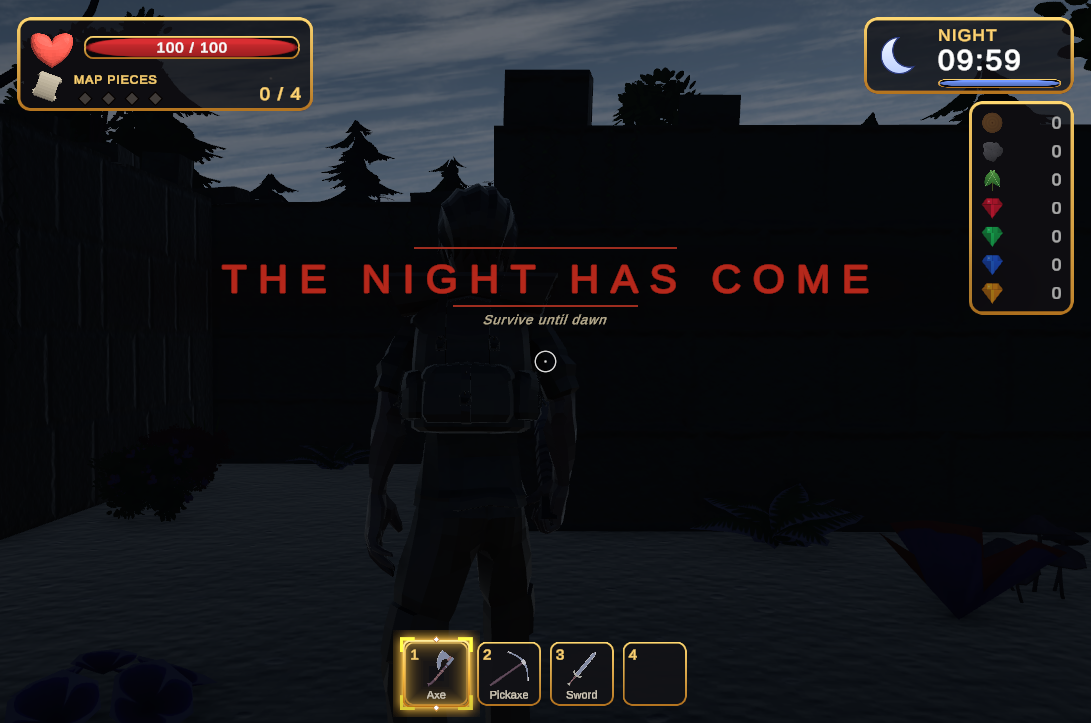 100 / 100
MAP PIECES
0 / 4
NIGHT
09:59
0
0
0
0
0
0
0
THE NIGHT HAS COME
Survive until dawn
1
Axe
2
Pickaxe
3
Sword
4